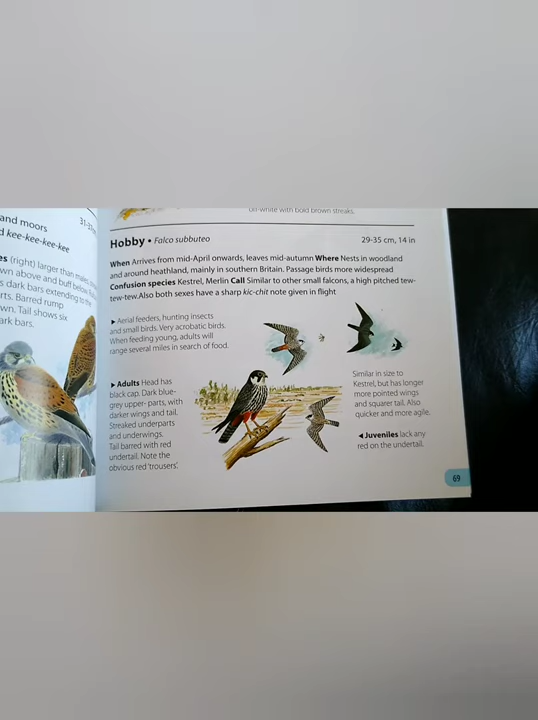 off-white with bold brown streaks.
and moors
31-3
d kee-kee-kee-kee
es (right) larger than males,
wn above and buff below
s dark bars extending to the
rts. Barred rump
wn, Tail shows six
ark bars.
Hobby • Falco subbuteo 29-35 cm, 14 in
When Arrives from mid-April onwards, leaves mid-autumn Where Nests in woodland
and around heathland, mainly in southern Britain. Passage birds more widespread
Confusion species Kestrel, Merlin Call Similar to other small falcons, a high pitched tew-
tew-tew.Also both sexes have a sharp kic-chit note given in flight
▸ Aerial feeders, hunting insects
and small birds. Very acrobatic birds.
When feeding young, adults will
range several miles in search of food.
▸ Adults Head has
black cap. Dark blue-
grey upper- parts, with
darker wings and tail.
Streaked underparts
and underwings.
Tail barred with red
undertail. Note the
obvious red 'trousers'.
Similar in size to
Kestrel, but has longer
more pointed wings
and squarer tail. Also
quicker and more agile.
◂ Juveniles lack any
red on the undertail.
69